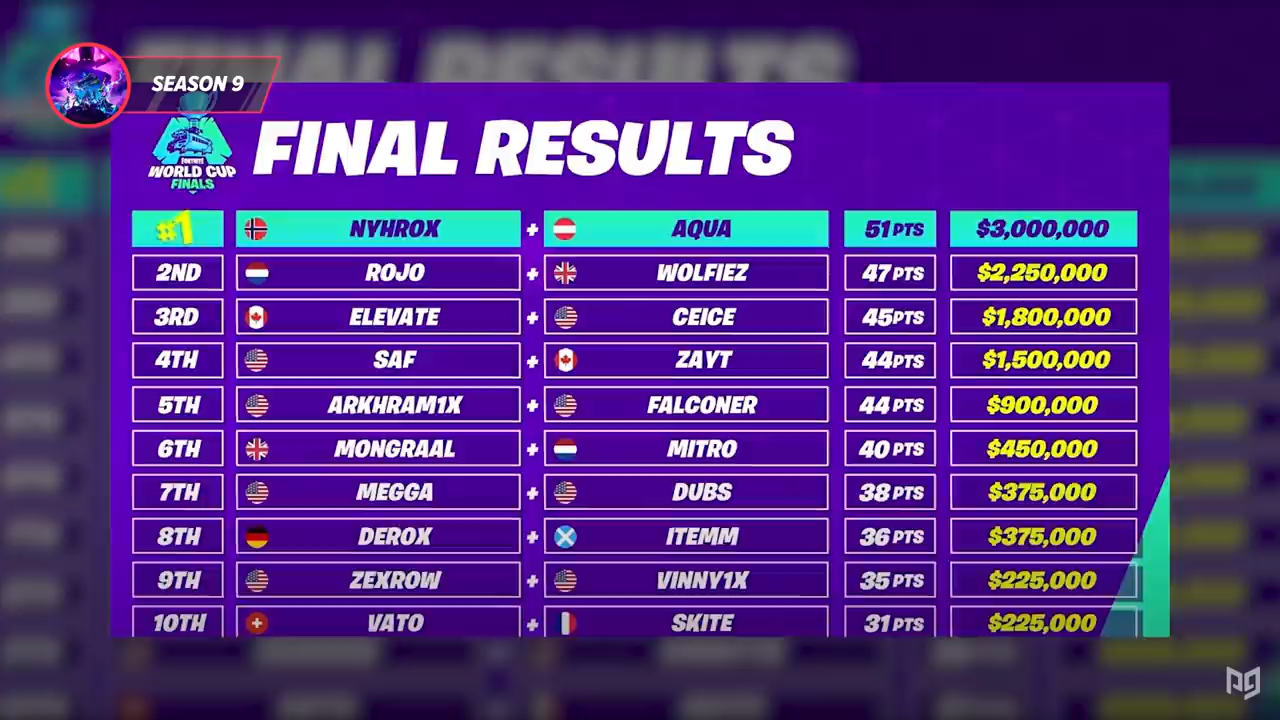 SEASON 9
FORTNITE
WORLD CUP
FINALS
FINAL RESULTS
#1 NYHROX + AQUA 51 PTS $3,000,000
2ND ROJO + WOLFIEZ 47 PTS $2,250,000
3RD ELEVATE + CEICE 45 PTS $1,800,000
4TH SAF + ZAYT 44 PTS $1,500,000
5TH ARKHRAM1X + FALCONER 44 PTS $900,000
6TH MONGRAAL + MITRO 40 PTS $450,000
7TH MEGGA + DUBS 38 PTS $375,000
8TH DEROX + ITEMM 36 PTS $375,000
9TH ZEXROW + VINNY1X 35 PTS $225,000
10TH VATO + SKITE 31 PTS $225,000